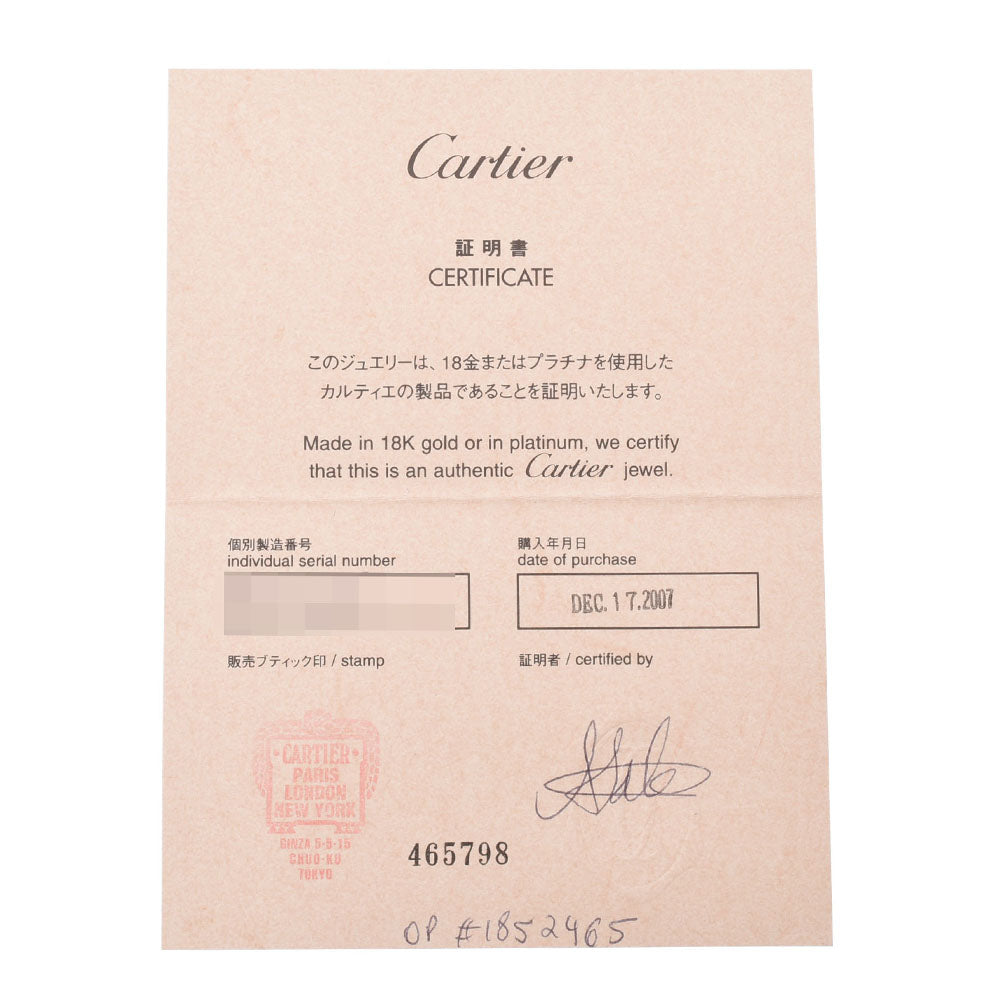 Cartier
証明書
CERTIFICATE
このジュエリーは、18金またはプラチナを使用した
カルティエの製品であることを証明いたします。
Made in 18K gold or in platinum, we certify
that this is an authentic Cartier jewel.
個別製造番号
individual serial number
購入年月日
date of purchase
DEC. 17.2007
販売ブティック印 / stamp
証明者 / certified by
CARTIER
PARIS
LONDON
NEW YORK
GINZA 5-5-15
CHUO-KU
TOKYO
465798
OP #1852465